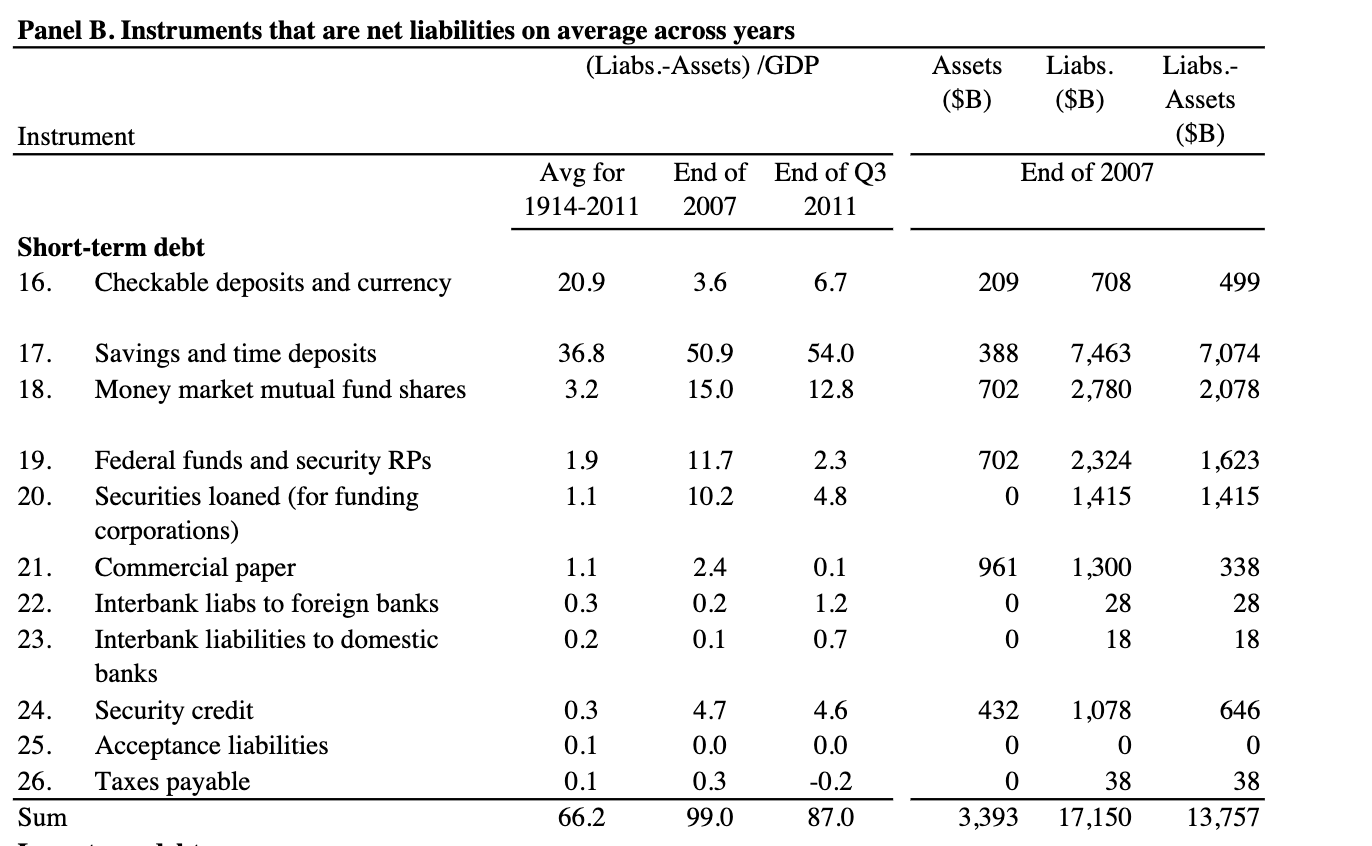 Panel B. Instruments that are net liabilities on average across years
(Liabs.-Assets) /GDP Assets Liabs. Liabs.-
($B) ($B) Assets
Instrument ($B)
Avg for End of End of Q3 End of 2007
1914-2011 2007 2011
Short-term debt
16. Checkable deposits and currency 20.9 3.6 6.7 209 708 499
17. Savings and time deposits 36.8 50.9 54.0 388 7,463 7,074
18. Money market mutual fund shares 3.2 15.0 12.8 702 2,780 2,078
19. Federal funds and security RPs 1.9 11.7 2.3 702 2,324 1,623
20. Securities loaned (for funding 1.1 10.2 4.8 0 1,415 1,415
corporations)
21. Commercial paper 1.1 2.4 0.1 961 1,300 338
22. Interbank liabs to foreign banks 0.3 0.2 1.2 0 28 28
23. Interbank liabilities to domestic 0.2 0.1 0.7 0 18 18
banks
24. Security credit 0.3 4.7 4.6 432 1,078 646
25. Acceptance liabilities 0.1 0.0 0.0 0 0 0
26. Taxes payable 0.1 0.3 -0.2 0 38 38
Sum 66.2 99.0 87.0 3,393 17,150 13,757